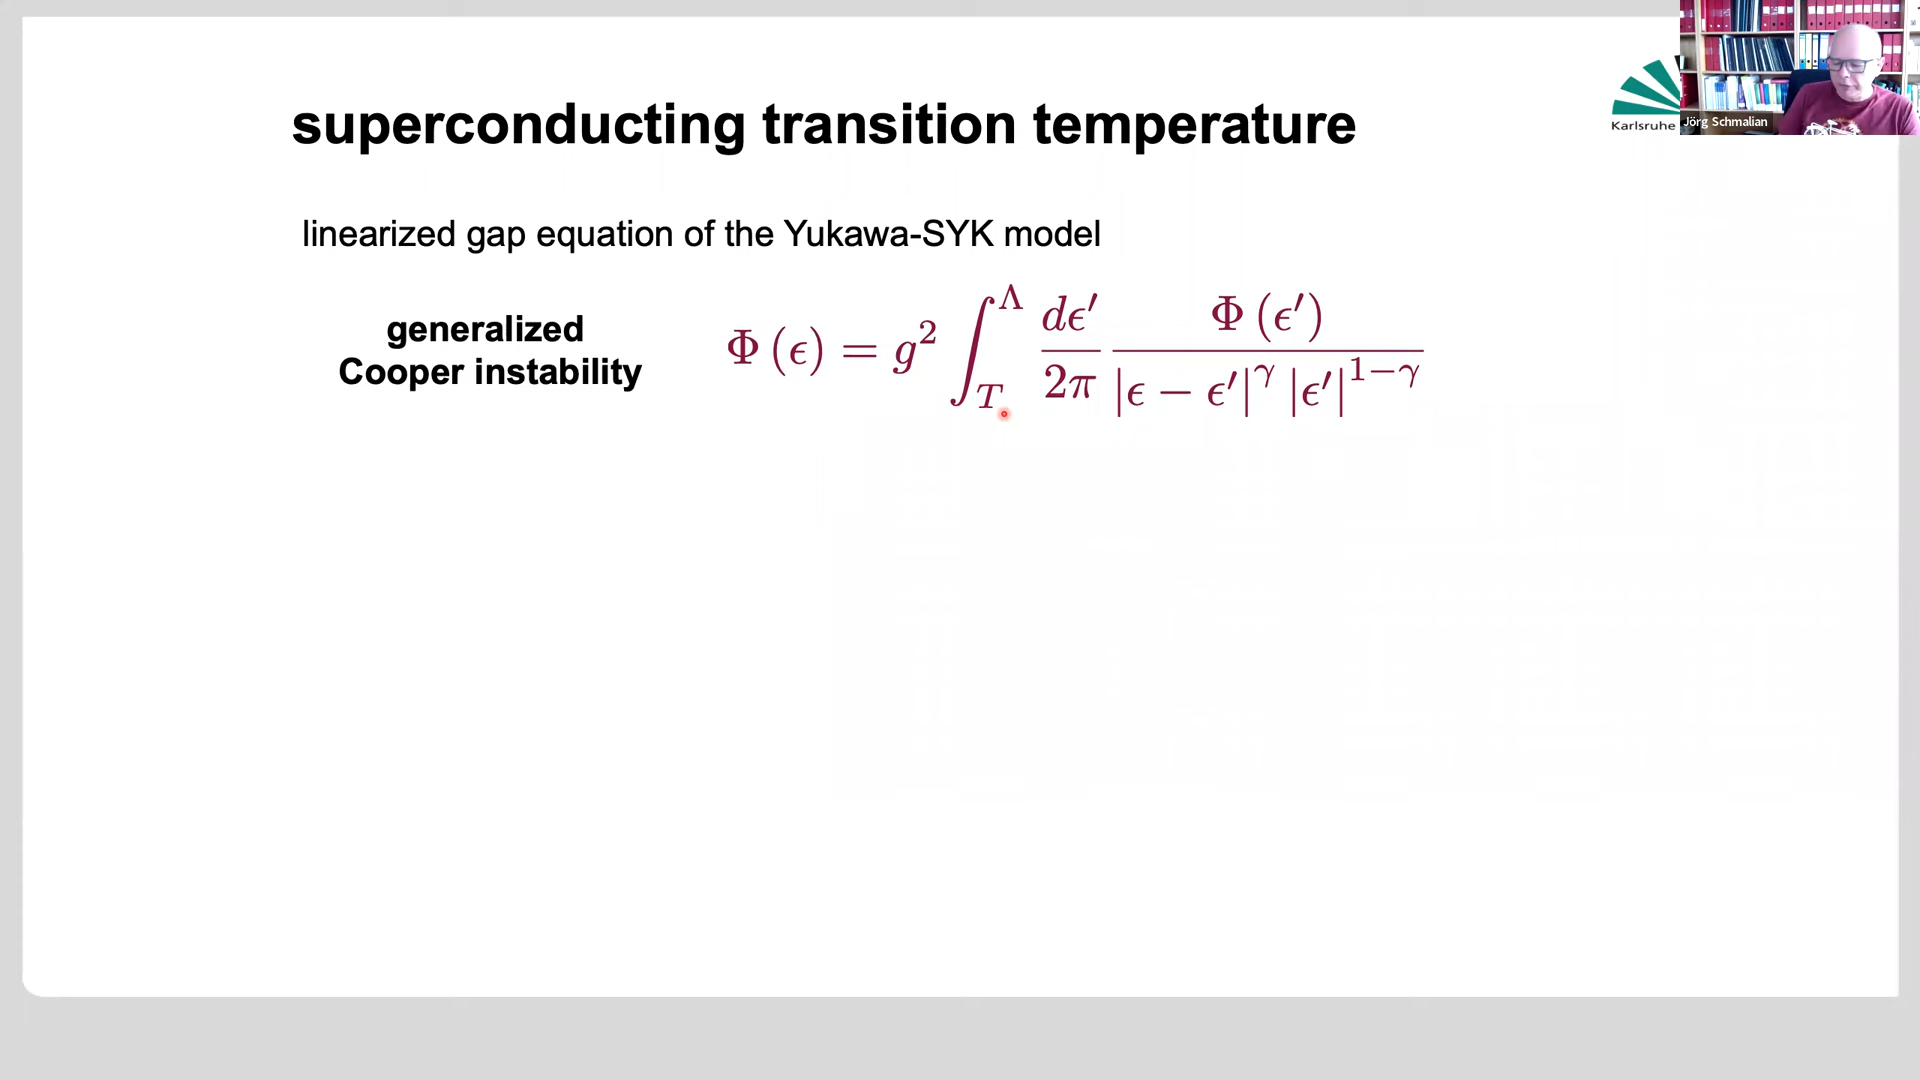 superconducting transition temperature
Karlsruhe
Jörg Schmalian
linearized gap equation of the Yukawa-SYK model
generalized
Cooper instability
Φ (ϵ) = g² ∫_T^Λ dϵ′/2π Φ (ϵ′) / |ϵ − ϵ′|^γ |ϵ′|^{1−γ}